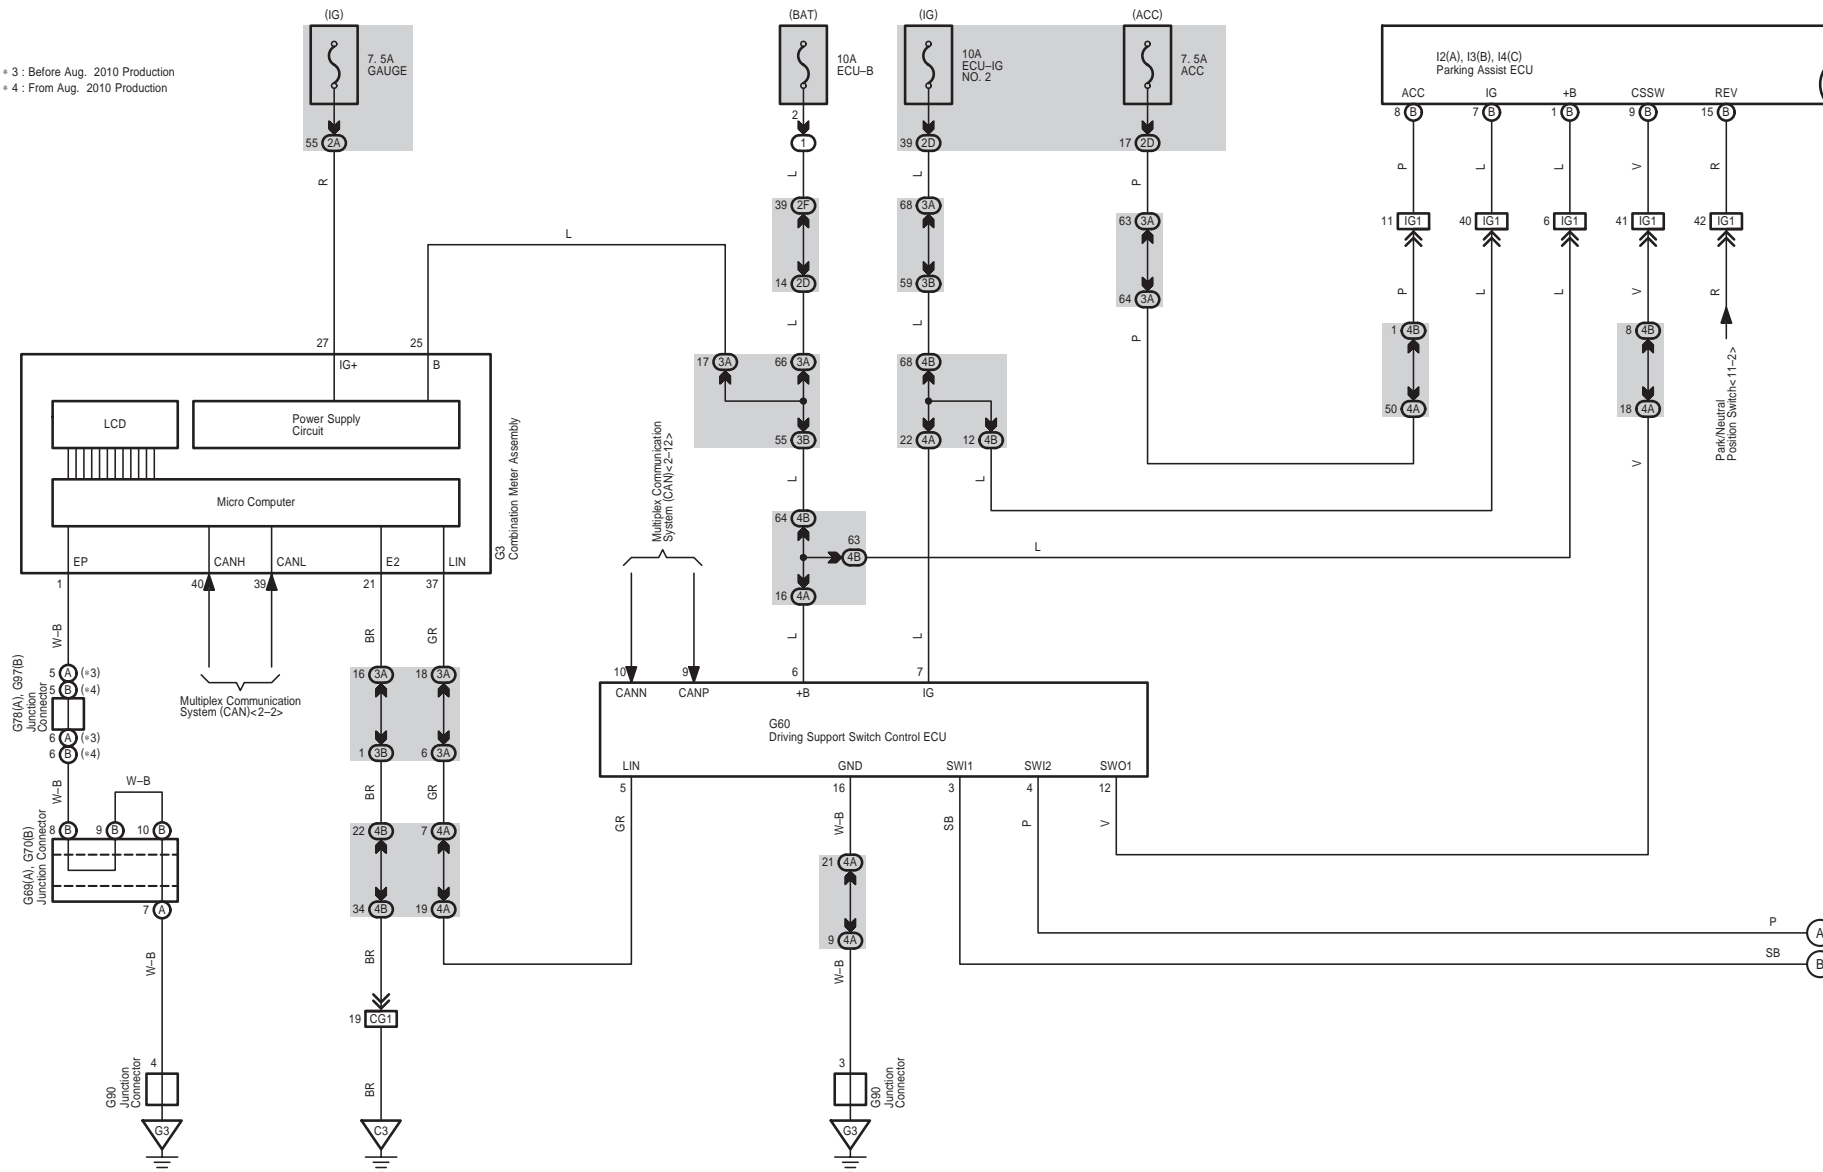 (IG)
(BAT)
(IG)
(ACC)
∗ 3 : Before Aug. 2010 Production
∗ 4 : From Aug. 2010 Production
7. 5A
GAUGE
10A
ECU–B
10A
ECU–IG
NO. 2
7. 5A
ACC
I2(A), I3(B), I4(C)
Parking Assist ECU
ACC IG +B CSSW REV
8 B 7 B 1 B 9 B 15 B
2
55 2A
1
39 2D
17 2D
R
L
L
P
P
L
L
V
R
39 2F
68 3A
63 3A
11 IG1
40 IG1
6 IG1
41 IG1
42 IG1
L
14 2D
59 3B
64 3A
P
L
L
V
R
L
L
P
1 4B
8 4B
27 25
IG+ B
17 3A
66 3A
68 4B
50 4A
18 4A
Park/Neutral
Position Switch<11–2>
LCD
Power Supply
Circuit
55 3B
22 4A
12 4B
Micro Computer
G3
Combination Meter Assembly
Multiplex Communication
System (CAN)<2–12>
L
L
V
64 4B
63
4B
L
16 4A
EP CANH CANL E2 LIN
1 40 39 21 37
W–B
BR
GR
L
L
5 A (∗3)
5 B (∗4)
6 A (∗3)
6 B (∗4)
G78(A), G97(B)
Junction
Connector
Multiplex Communication
System (CAN)<2–2>
16 3A
18 3A
1 3B
6 3A
10 9 6 7
CANN CANP +B IG
G60
Driving Support Switch Control ECU
LIN GND SWI1 SWI2 SWO1
5 16 3 4 12
W–B
W–B
BR
GR
GR
W–B
SB
P
V
8 B
9 B
10 B
G69(A), G70(B)
Junction Connector
7 A
22 4B
7 4A
34 4B
19 4A
21 4A
9 4A
P
A
SB
B
W–B
BR
W–B
19 CG1
4
G90
Junction
Connector
BR
3
G90
Junction
Connector
G3
C3
G3